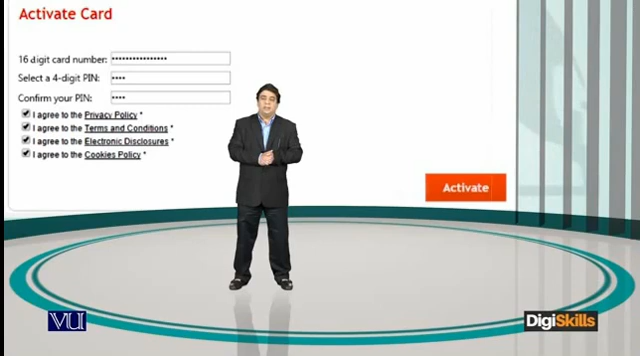 Activate Card
16 digit card number: ••••••••••••••••
Select a 4-digit PIN: ••••
Confirm your PIN: ••••
I agree to the Privacy Policy *
I agree to the Terms and Conditions *
I agree to the Electronic Disclosures *
I agree to the Cookies Policy *
Activate
VU
DigiSkills